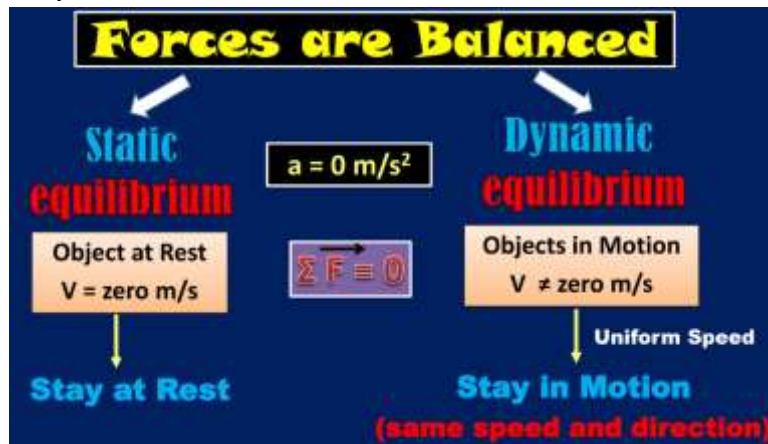 Forces are Balanced
Static
equilibrium
Object at Rest
V = zero m/s
Stay at Rest
a = 0 m/s²
Σ F = 0
Dynamic
equilibrium
Objects in Motion
V ≠ zero m/s
Uniform Speed
Stay in Motion
(same speed and direction)